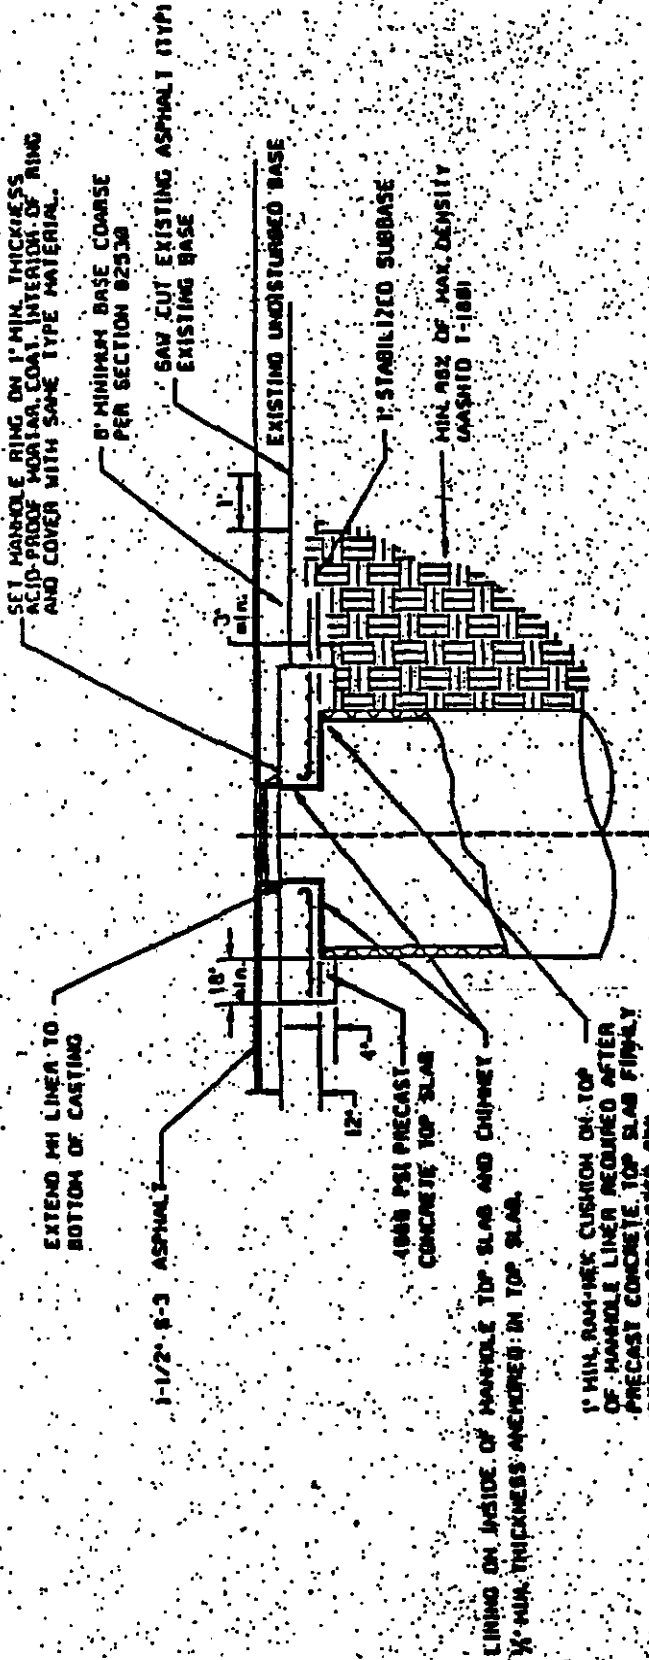 SET MANHOLE RING ON 1" MIN. THICKNESS
ACID-PROOF MORTAR. COAT INTERIOR OF RING
AND COVER WITH SAME TYPE MATERIAL.
8" MINIMUM BASE COARSE
PER SECTION 02530
SAW CUT EXISTING ASPHALT (TYP)
EXISTING BASE
EXISTING UNDISTURBED BASE
1' STABILIZED SUBBASE
MIN. 98% OF MAX. DENSITY
(AASHTO T-180)
1'
3'
min.
EXTEND MH LINER TO
BOTTOM OF CASTING
1-1/2" S-3 ASPHALT
18"
min.
4"
12"
4000 PSI PRECAST
CONCRETE TOP SLAB
LINING ON INSIDE OF MANHOLE TOP SLAB AND CHIMNEY
MIN. THICKNESS ANCHORED IN TOP SLAB.
1" MIN. RAM-NEK CUSHION ON TOP
OF MANHOLE LINER REQUIRED AFTER
PRECAST CONCRETE TOP SLAB FIRMLY